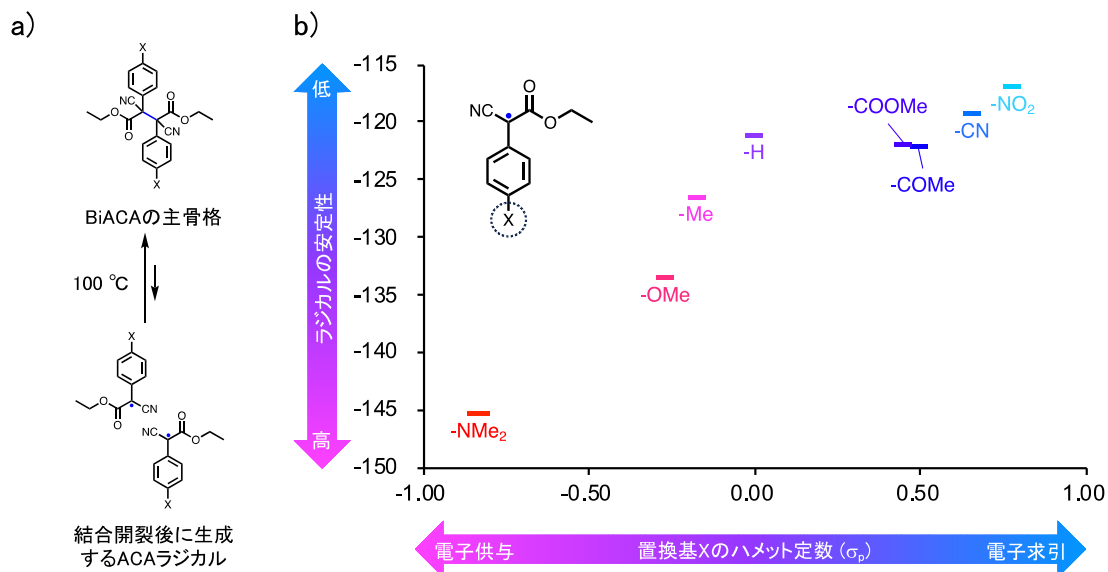 a)
X
CN
O
O
O
CN
O
X
BiACAの主骨格
100 ℃
X
O
O
CN
NC
O
O
X
結合開裂後に生成
するACAラジカル
b)
低
ラジカルの安定性
高
-115
-120
-125
-130
-135
-140
-145
-150
-1.00
-0.50
0.00
0.50
1.00
NC
O
O
X
-NMe₂
-OMe
-Me
-H
-COOMe
-COMe
-CN
-NO₂
電子供与
置換基Xのハメット定数 (σₚ)
電子求引